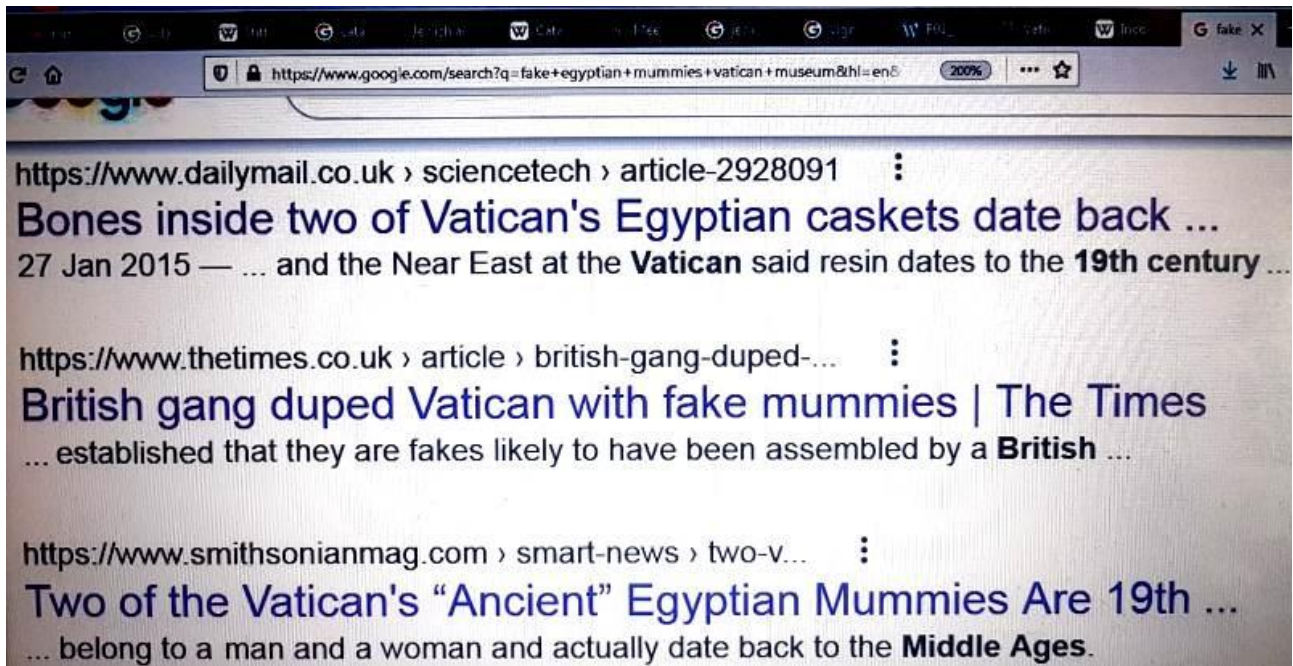 fake
https://www.google.com/search?q=fake+egyptian+mummies+vatican+museum&hl=en&
200%
https://www.dailymail.co.uk › sciencetech › article-2928091
Bones inside two of Vatican's Egyptian caskets date back ...
27 Jan 2015 — ... and the Near East at the Vatican said resin dates to the 19th century ...
https://www.thetimes.co.uk › article › british-gang-duped-...
British gang duped Vatican with fake mummies | The Times
... established that they are fakes likely to have been assembled by a British ...
https://www.smithsonianmag.com › smart-news › two-v...
Two of the Vatican's “Ancient” Egyptian Mummies Are 19th ...
... belong to a man and a woman and actually date back to the Middle Ages.